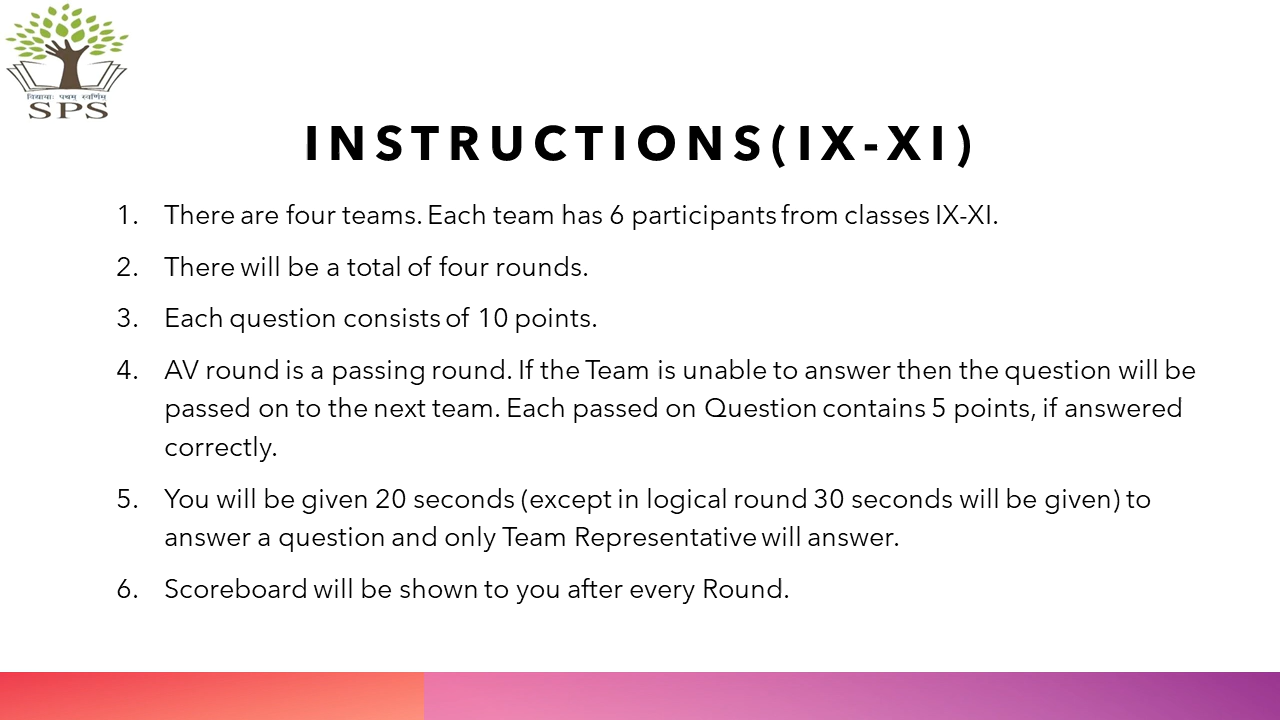 विद्यायाः पथम् स्वर्णिम्
SPS
INSTRUCTIONS(IX-XI)
1. There are four teams. Each team has 6 participants from classes IX-XI.
2. There will be a total of four rounds.
3. Each question consists of 10 points.
4. AV round is a passing round. If the Team is unable to answer then the question will be
passed on to the next team. Each passed on Question contains 5 points, if answered
correctly.
5. You will be given 20 seconds (except in logical round 30 seconds will be given) to
answer a question and only Team Representative will answer.
6. Scoreboard will be shown to you after every Round.